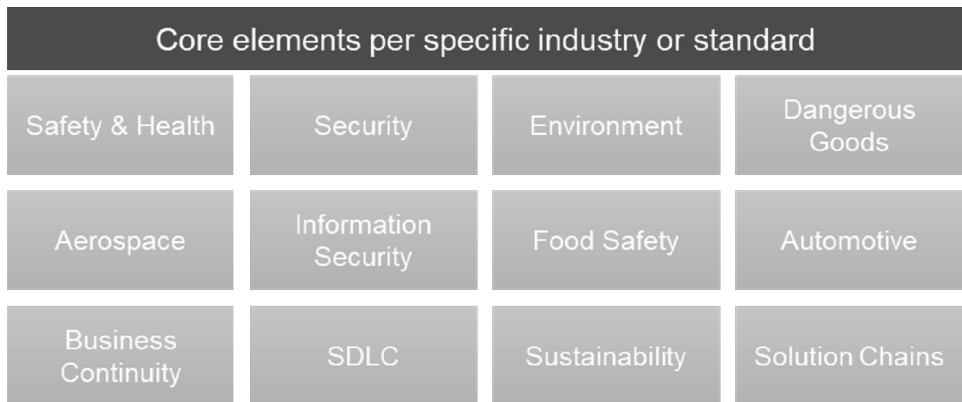 Core elements per specific industry or standard
Safety & Health
Security
Environment
Dangerous
Goods
Aerospace
Information
Security
Food Safety
Automotive
Business
Continuity
SDLC
Sustainability
Solution Chains